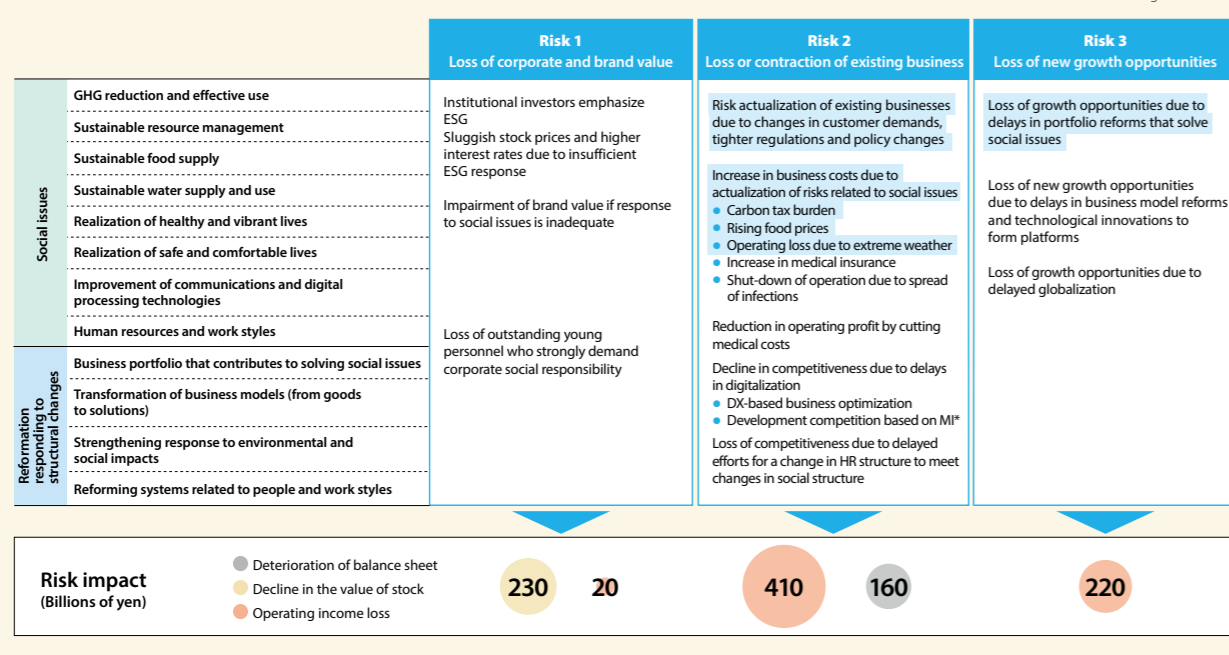 Risk 1
Loss of corporate and brand value
Risk 2
Loss or contraction of existing business
Risk 3
Loss of new growth opportunities
Social issues
GHG reduction and effective use
Sustainable resource management
Sustainable food supply
Sustainable water supply and use
Realization of healthy and vibrant lives
Realization of safe and comfortable lives
Improvement of communications and digital
processing technologies
Human resources and work styles
Reformation
responding to
structural changes
Business portfolio that contributes to solving social issues
Transformation of business models (from goods
to solutions)
Strengthening response to environmental and
social impacts
Reforming systems related to people and work styles
Institutional investors emphasize
ESG
Sluggish stock prices and higher
interest rates due to insufficient
ESG response
Impairment of brand value if response
to social issues is inadequate
Loss of outstanding young
personnel who strongly demand
corporate social responsibility
Risk actualization of existing businesses
due to changes in customer demands,
tighter regulations and policy changes
Increase in business costs due to
actualization of risks related to social issues
● Carbon tax burden
● Rising food prices
● Operating loss due to extreme weather
● Increase in medical insurance
● Shut-down of operation due to spread
of infections
Reduction in operating profit by cutting
medical costs
Decline in competitiveness due to delays
in digitalization
● DX-based business optimization
● Development competition based on MI*
Loss of competitiveness due to delayed
efforts for a change in HR structure to meet
changes in social structure
Loss of growth opportunities due to
delays in portfolio reforms that solve
social issues
Loss of new growth opportunities
due to delays in business model reforms
and technological innovations to
form platforms
Loss of growth opportunities due to
delayed globalization
Risk impact
(Billions of yen)
Deterioration of balance sheet
Decline in the value of stock
Operating income loss
230
20
410
160
220